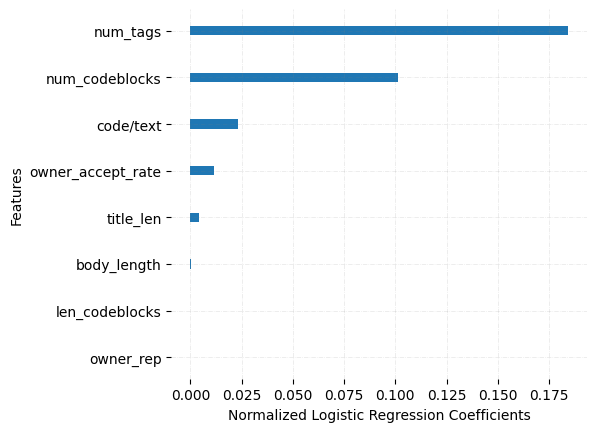 num_tags
num_codeblocks
code/text
owner_accept_rate
title_len
body_length
len_codeblocks
owner_rep
Features
0.000 0.025 0.050 0.075 0.100 0.125 0.150 0.175
Normalized Logistic Regression Coefficients